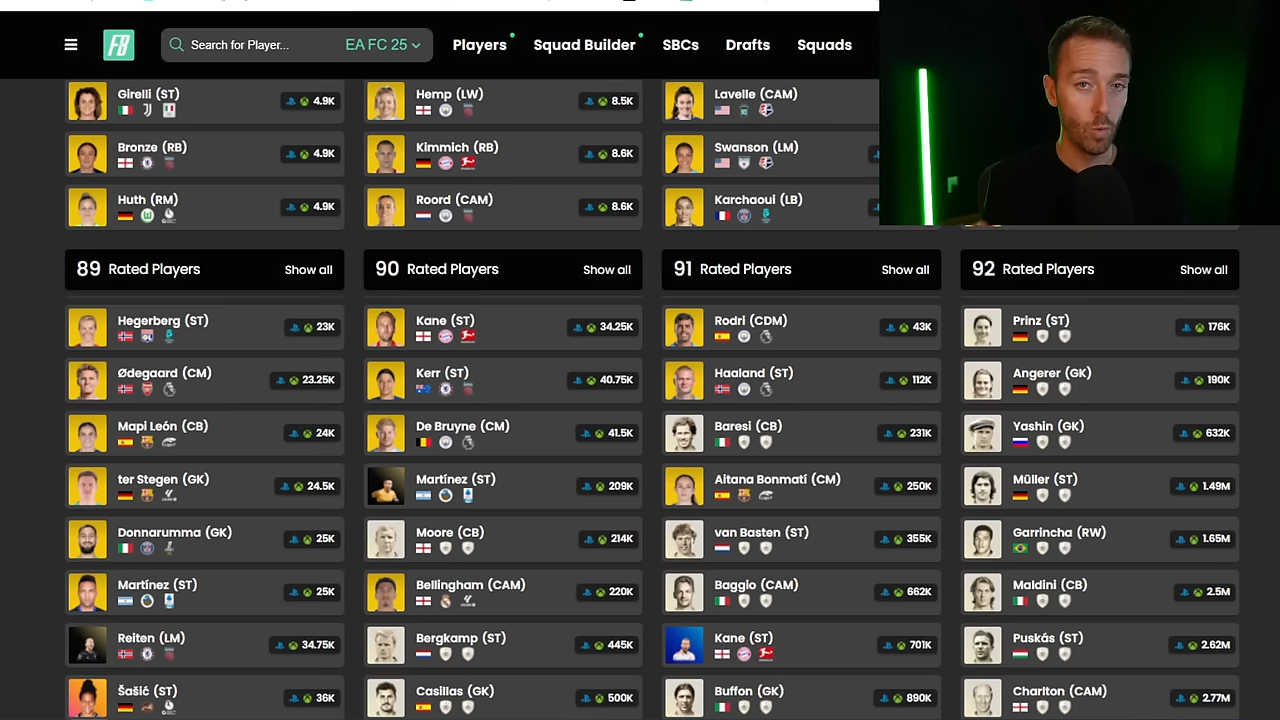 FB
Search for Player...
EA FC 25
Players
Squad Builder
SBCs
Drafts
Squads
Girelli (ST)
4.9K
Bronze (RB)
4.9K
Huth (RM)
4.9K
Hemp (LW)
8.5K
Kimmich (RB)
8.6K
Roord (CAM)
8.6K
Lavelle (CAM)
Swanson (LM)
Karchaoui (LB)
89 Rated Players
Show all
Hegerberg (ST)
23K
Ødegaard (CM)
23.25K
Mapi León (CB)
24K
ter Stegen (GK)
24.5K
Donnarumma (GK)
25K
Martínez (ST)
25K
Reiten (LM)
34.75K
Šašić (ST)
36K
90 Rated Players
Show all
Kane (ST)
34.25K
Kerr (ST)
40.75K
De Bruyne (CM)
41.5K
Martínez (ST)
209K
Moore (CB)
214K
Bellingham (CAM)
220K
Bergkamp (ST)
445K
Casillas (GK)
500K
91 Rated Players
Show all
Rodri (CDM)
43K
Haaland (ST)
112K
Baresi (CB)
231K
Aitana Bonmatí (CM)
250K
van Basten (ST)
355K
Baggio (CAM)
662K
Kane (ST)
701K
Buffon (GK)
890K
92 Rated Players
Show all
Prinz (ST)
176K
Angerer (GK)
190K
Yashin (GK)
632K
Müller (ST)
1.49M
Garrincha (RW)
1.65M
Maldini (CB)
2.5M
Puskás (ST)
2.62M
Charlton (CAM)
2.77M